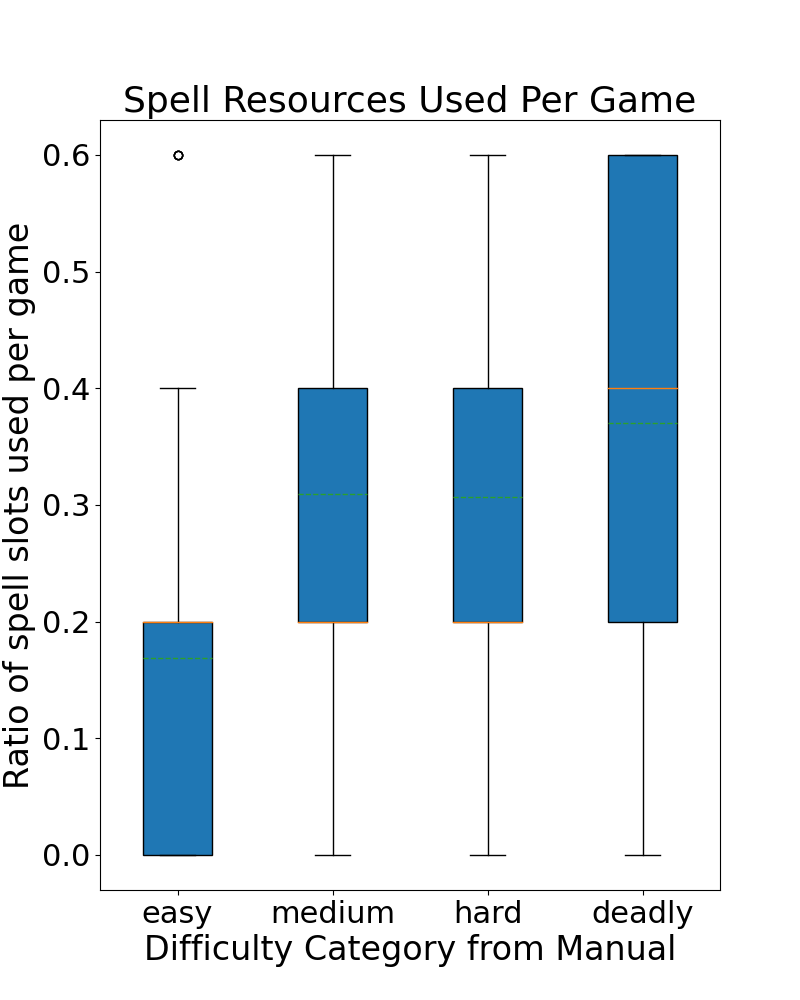 Spell Resources Used Per Game
Ratio of spell slots used per game
0.6
0.5
0.4
0.3
0.2
0.1
0.0
easy medium hard deadly
Difficulty Category from Manual